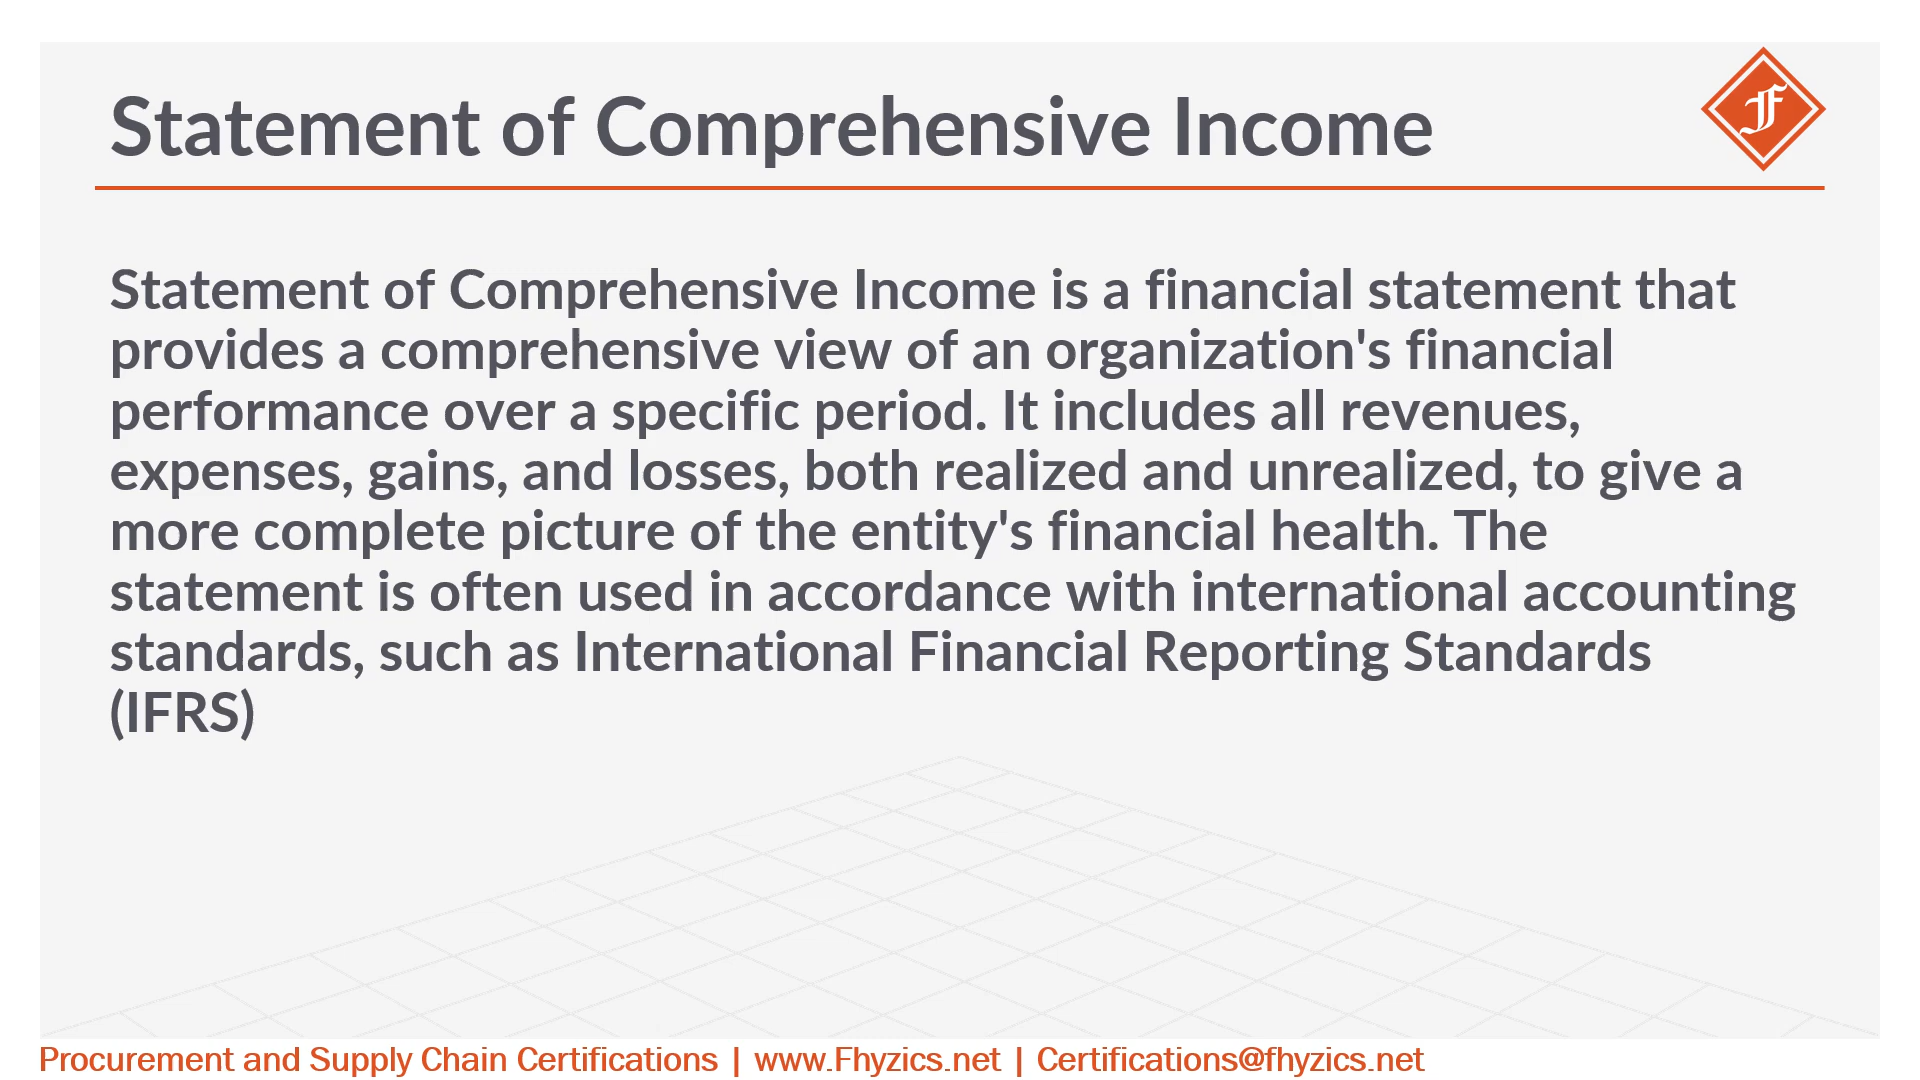 Statement of Comprehensive Income
Statement of Comprehensive Income is a financial statement that
provides a comprehensive view of an organization's financial
performance over a specific period. It includes all revenues,
expenses, gains, and losses, both realized and unrealized, to give a
more complete picture of the entity's financial health. The
statement is often used in accordance with international accounting
standards, such as International Financial Reporting Standards
(IFRS)
Procurement and Supply Chain Certifications | www.Fhyzics.net | Certifications@fhyzics.net